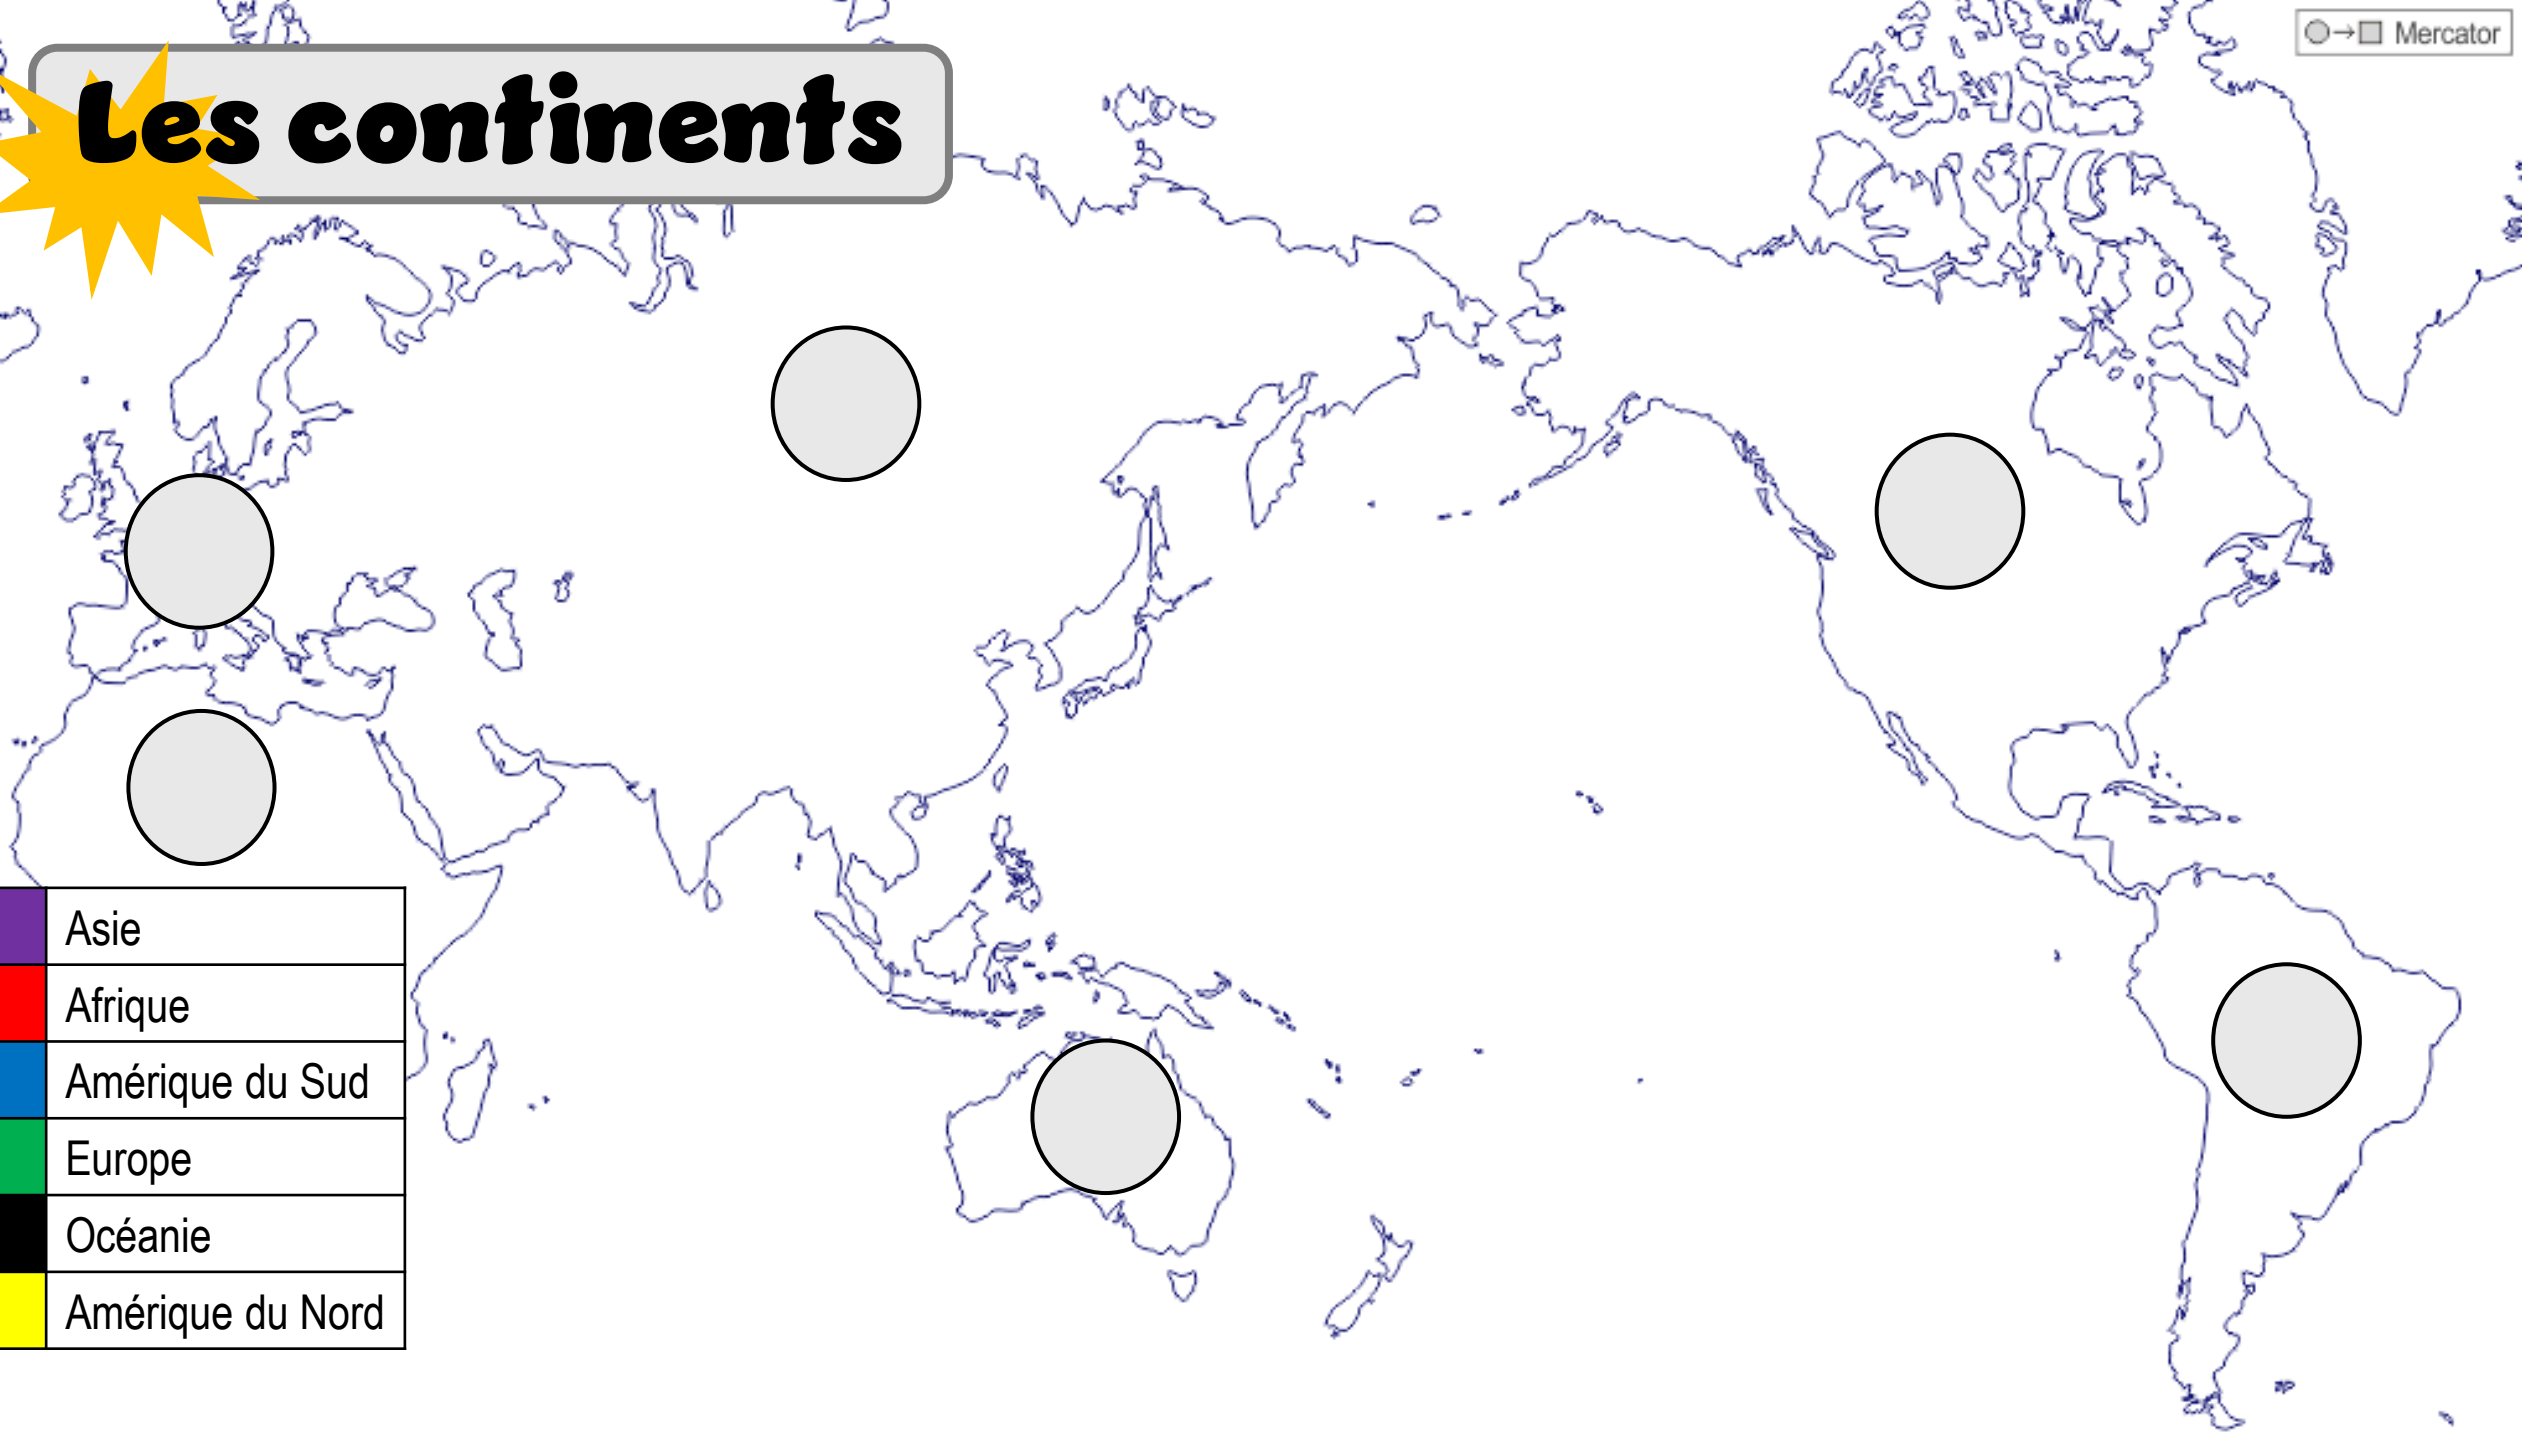 Les continents
Mercator
Asie
Afrique
Amérique du Sud
Europe
Océanie
Amérique du Nord